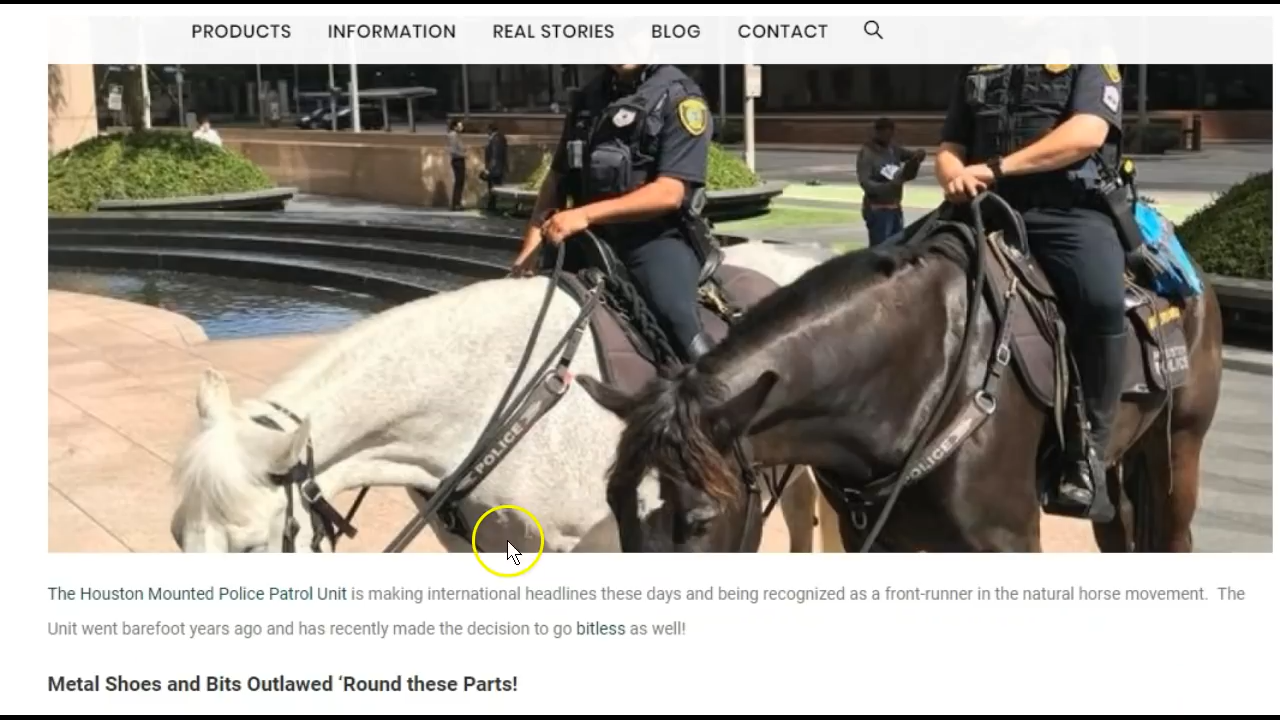 PRODUCTS INFORMATION REAL STORIES BLOG CONTACT
POLICE
POLICE
POLICE
The Houston Mounted Police Patrol Unit is making international headlines these days and being recognized as a front-runner in the natural horse movement.  The
Unit went barefoot years ago and has recently made the decision to go bitless as well!
Metal Shoes and Bits Outlawed ‘Round these Parts!